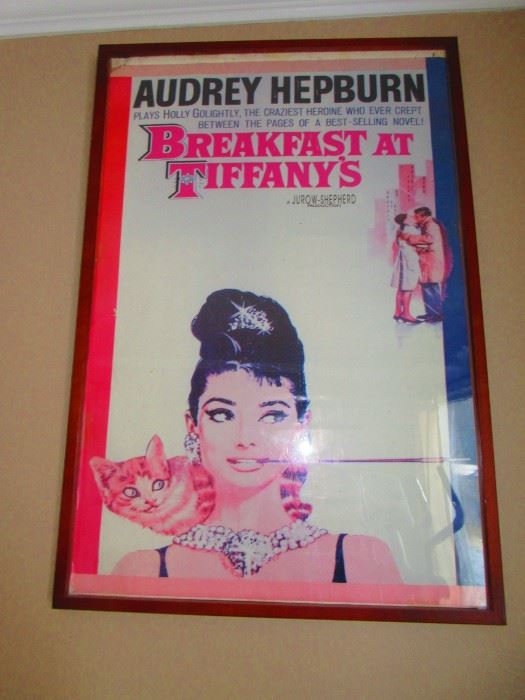 AUDREY HEPBURN
PLAYS HOLLY GOLIGHTLY, THE CRAZIEST HEROINE WHO EVER CREPT
BETWEEN THE PAGES OF A BEST-SELLING NOVEL!
BREAKFAST AT
TIFFANY'S
A JUROW-SHEPHERD
PRODUCTION